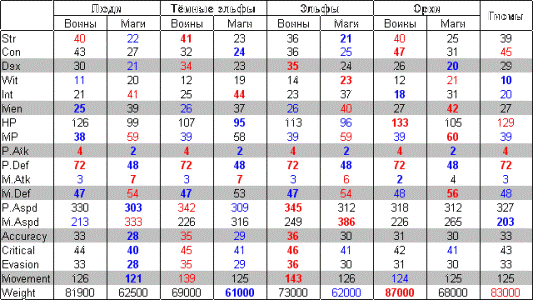 Люди Тёмные эльфы Эльфы Орки Гномы
Воины Маги Воины Маги Воины Маги Воины Маги
Str 40 22 41 23 36 21 40 25 39
Con 43 27 32 24 36 25 47 31 45
Dex 30 21 34 23 35 24 26 20 29
Wit 11 20 12 19 14 23 12 21 10
Int 21 41 25 44 23 37 18 31 20
Men 25 39 26 37 26 40 27 42 27
HP 126 99 107 95 113 96 133 105 129
MP 38 59 39 58 39 59 39 60 39
P.Atk 4 2 4 2 4 2 4 2 4
P.Def 72 48 72 48 72 48 72 48 72
M.Atk 3 7 3 7 3 6 2 4 3
M.Def 47 54 47 53 47 54 48 56 48
P.Aspd 330 303 342 309 345 312 318 312 327
M.Aspd 213 333 226 316 249 386 226 265 203
Accuracy 33 28 35 29 36 30 31 30 33
Critical 44 40 45 41 46 41 42 41 43
Evasion 33 28 35 29 36 30 31 30 33
Movement 126 121 139 125 143 126 124 125 125
Weight 81900 62500 69000 61000 73000 62000 87000 68000 83000